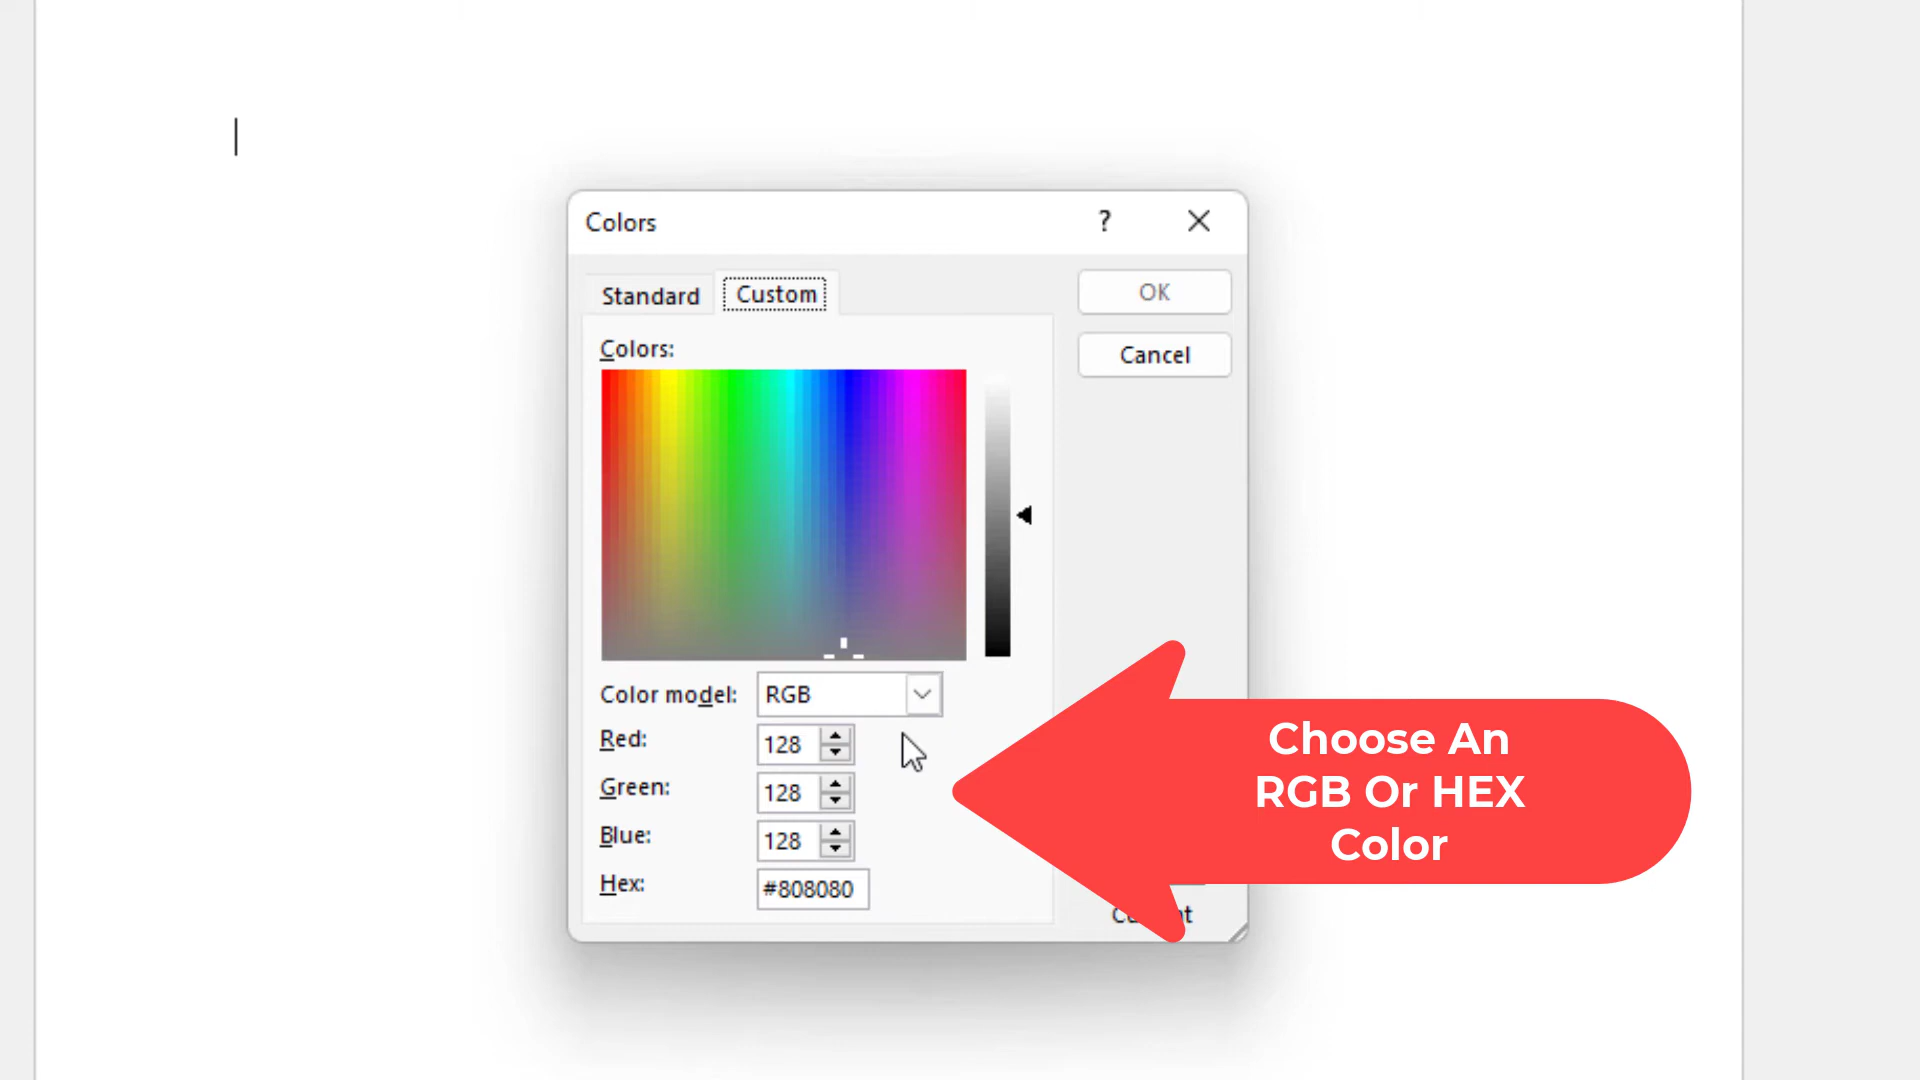 Colors ?
Standard Custom OK
Cancel
Colors:
Color model: RGB
Red: 128
Green: 128
Blue: 128
Hex: #808080
Choose An
RGB Or HEX
Color